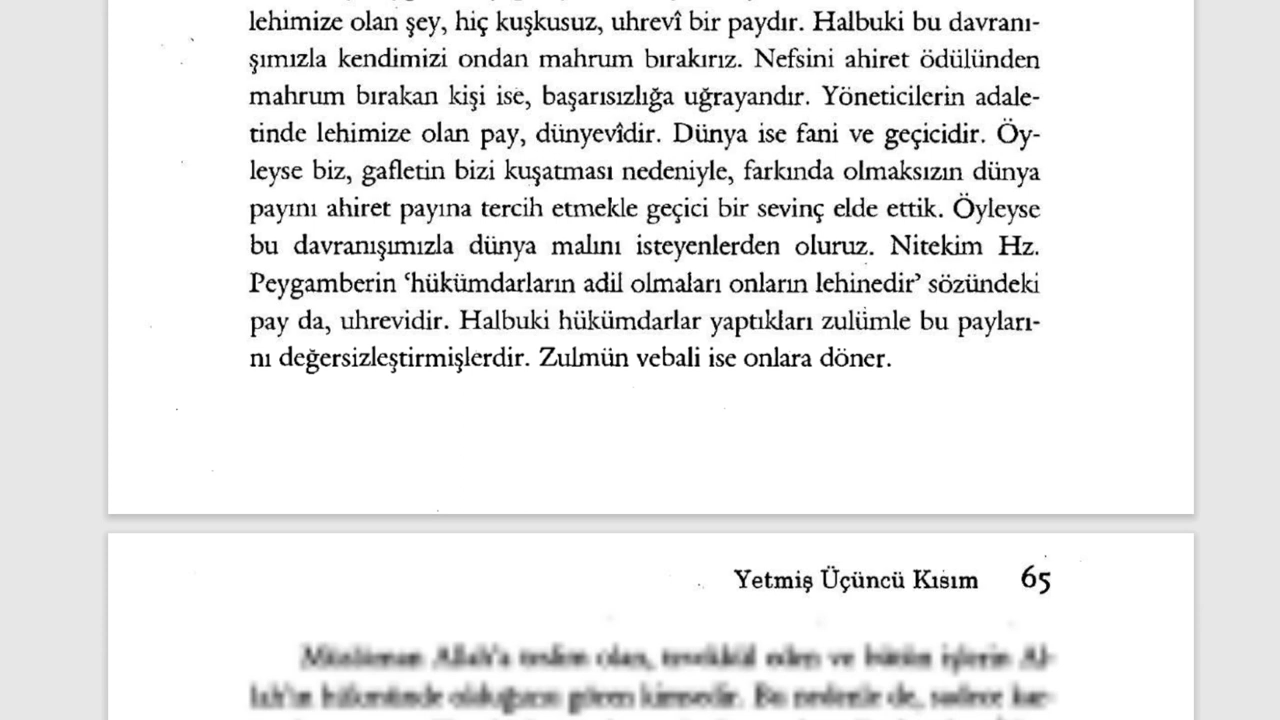 lehimize olan şey, hiç kuşkusuz, uhrevî bir paydır. Halbuki bu davranı-
şımızla kendimizi ondan mahrum bırakırız. Nefsini ahiret ödülünden
mahrum bırakan kişi ise, başarısızlığa uğrayandır. Yöneticilerin adale-
tinde lehimize olan pay, dünyevîdir. Dünya ise fani ve geçicidir. Öy-
leyse biz, gafletin bizi kuşatması nedeniyle, farkında olmaksızın dünya
payını ahiret payına tercih etmekle geçici bir sevinç elde ettik. Öyleyse
bu davranışımızla dünya malını isteyenlerden oluruz. Nitekim Hz.
Peygamberin ‘hükümdarların adil olmaları onların lehinedir’ sözündeki
pay da, uhrevidir. Halbuki hükümdarlar yaptıkları zulümle bu payları-
nı değersizleştirmişlerdir. Zulmün vebali ise onlara döner.
Yetmiş Üçüncü Kısım 65